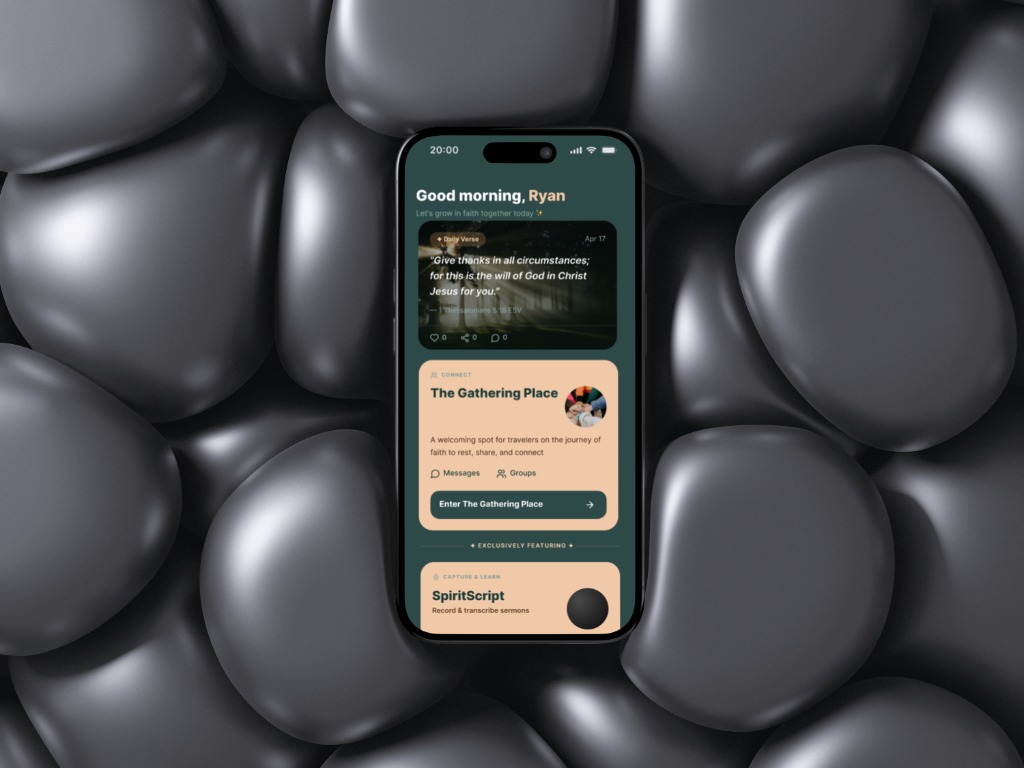 20:00
Good morning, Ryan
Let's grow in faith together today ✨
✦ Daily Verse
Apr 17
"Give thanks in all circumstances;
for this is the will of God in Christ
Jesus for you."
— 1 Thessalonians 5:18 ESV
0 0 0
CONNECT
The Gathering Place
A welcoming spot for travelers on the journey of
faith to rest, share, and connect
Messages Groups
Enter The Gathering Place →
✦ EXCLUSIVELY FEATURING ✦
CAPTURE & LEARN
SpiritScript
Record & transcribe sermons